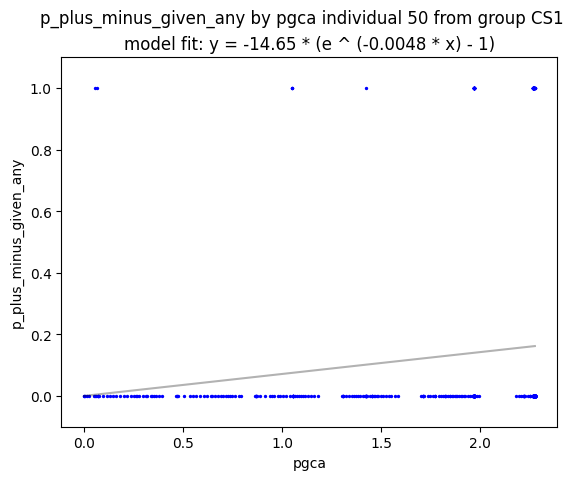 p_plus_minus_given_any by pgca individual 50 from group CS1
model fit: y = -14.65 * (e ^ (-0.0048 * x) - 1)
1.0
0.8
0.6
0.4
0.2
0.0
p_plus_minus_given_any
0.0 0.5 1.0 1.5 2.0
pgca